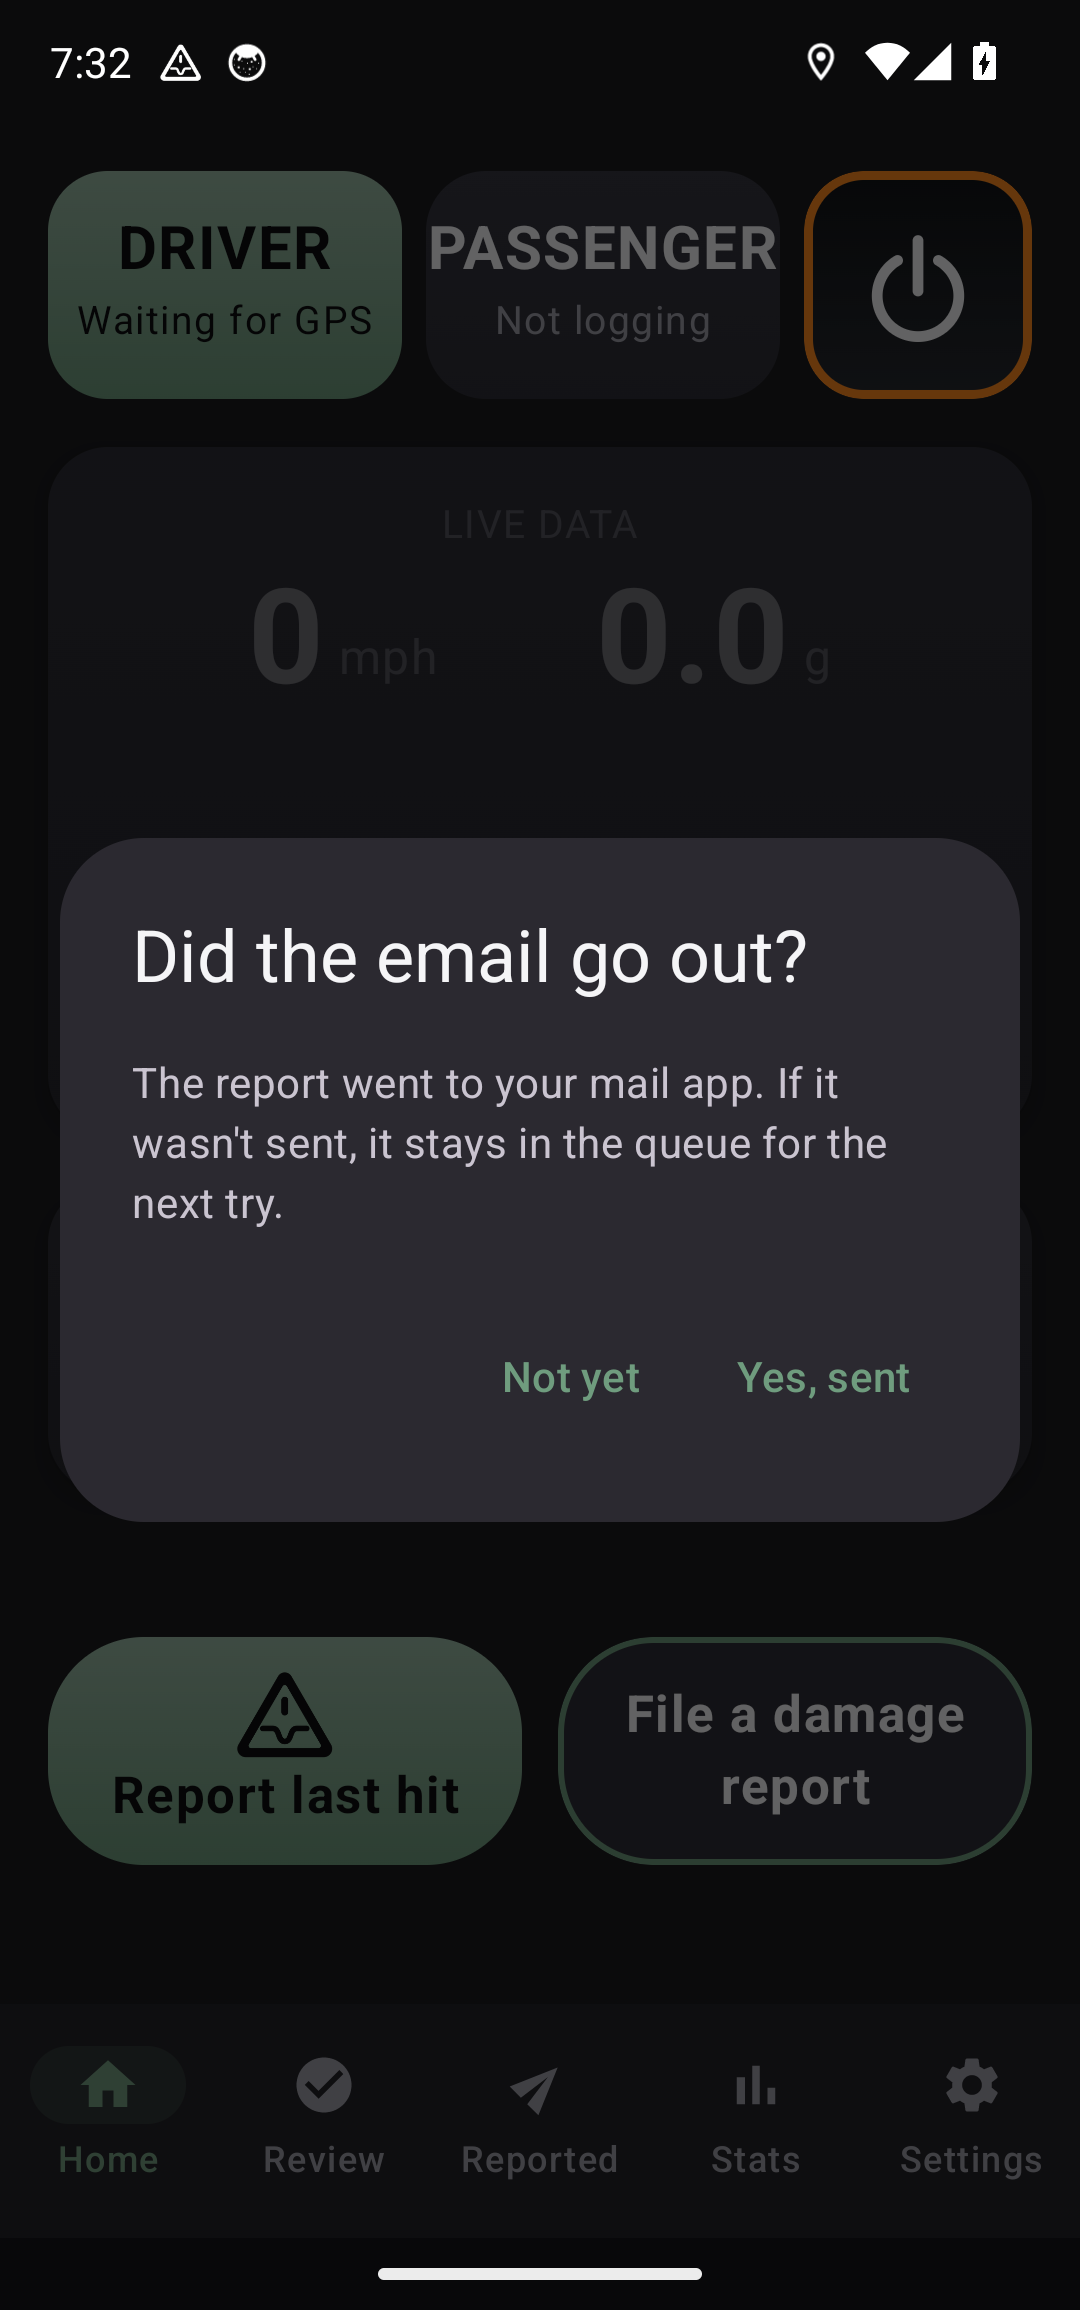 7:32
DRIVER
Waiting for GPS
PASSENGER
Not logging
LIVE DATA
0 mph
0.0 g
Did the email go out?
The report went to your mail app. If it
wasn't sent, it stays in the queue for the
next try.
Not yet
Yes, sent
Report last hit
File a damage
report
Home
Review
Reported
Stats
Settings